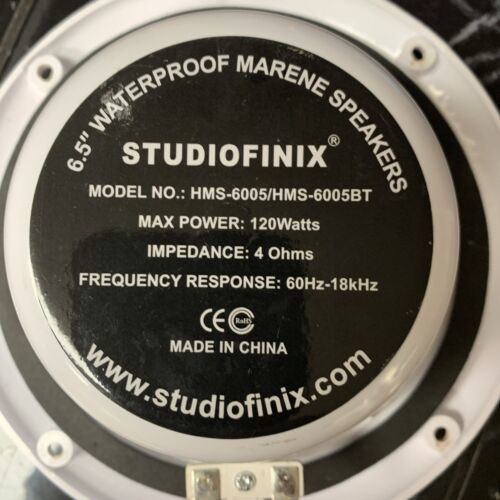 6.5" WATERPROOF MARENE SPEAKERS
STUDIOFINIX®
MODEL NO.: HMS-6005/HMS-6005BT
MAX POWER: 120Watts
IMPEDANCE: 4 Ohms
FREQUENCY RESPONSE: 60Hz-18kHz
CE RoHS
MADE IN CHINA
www.studiofinix.com